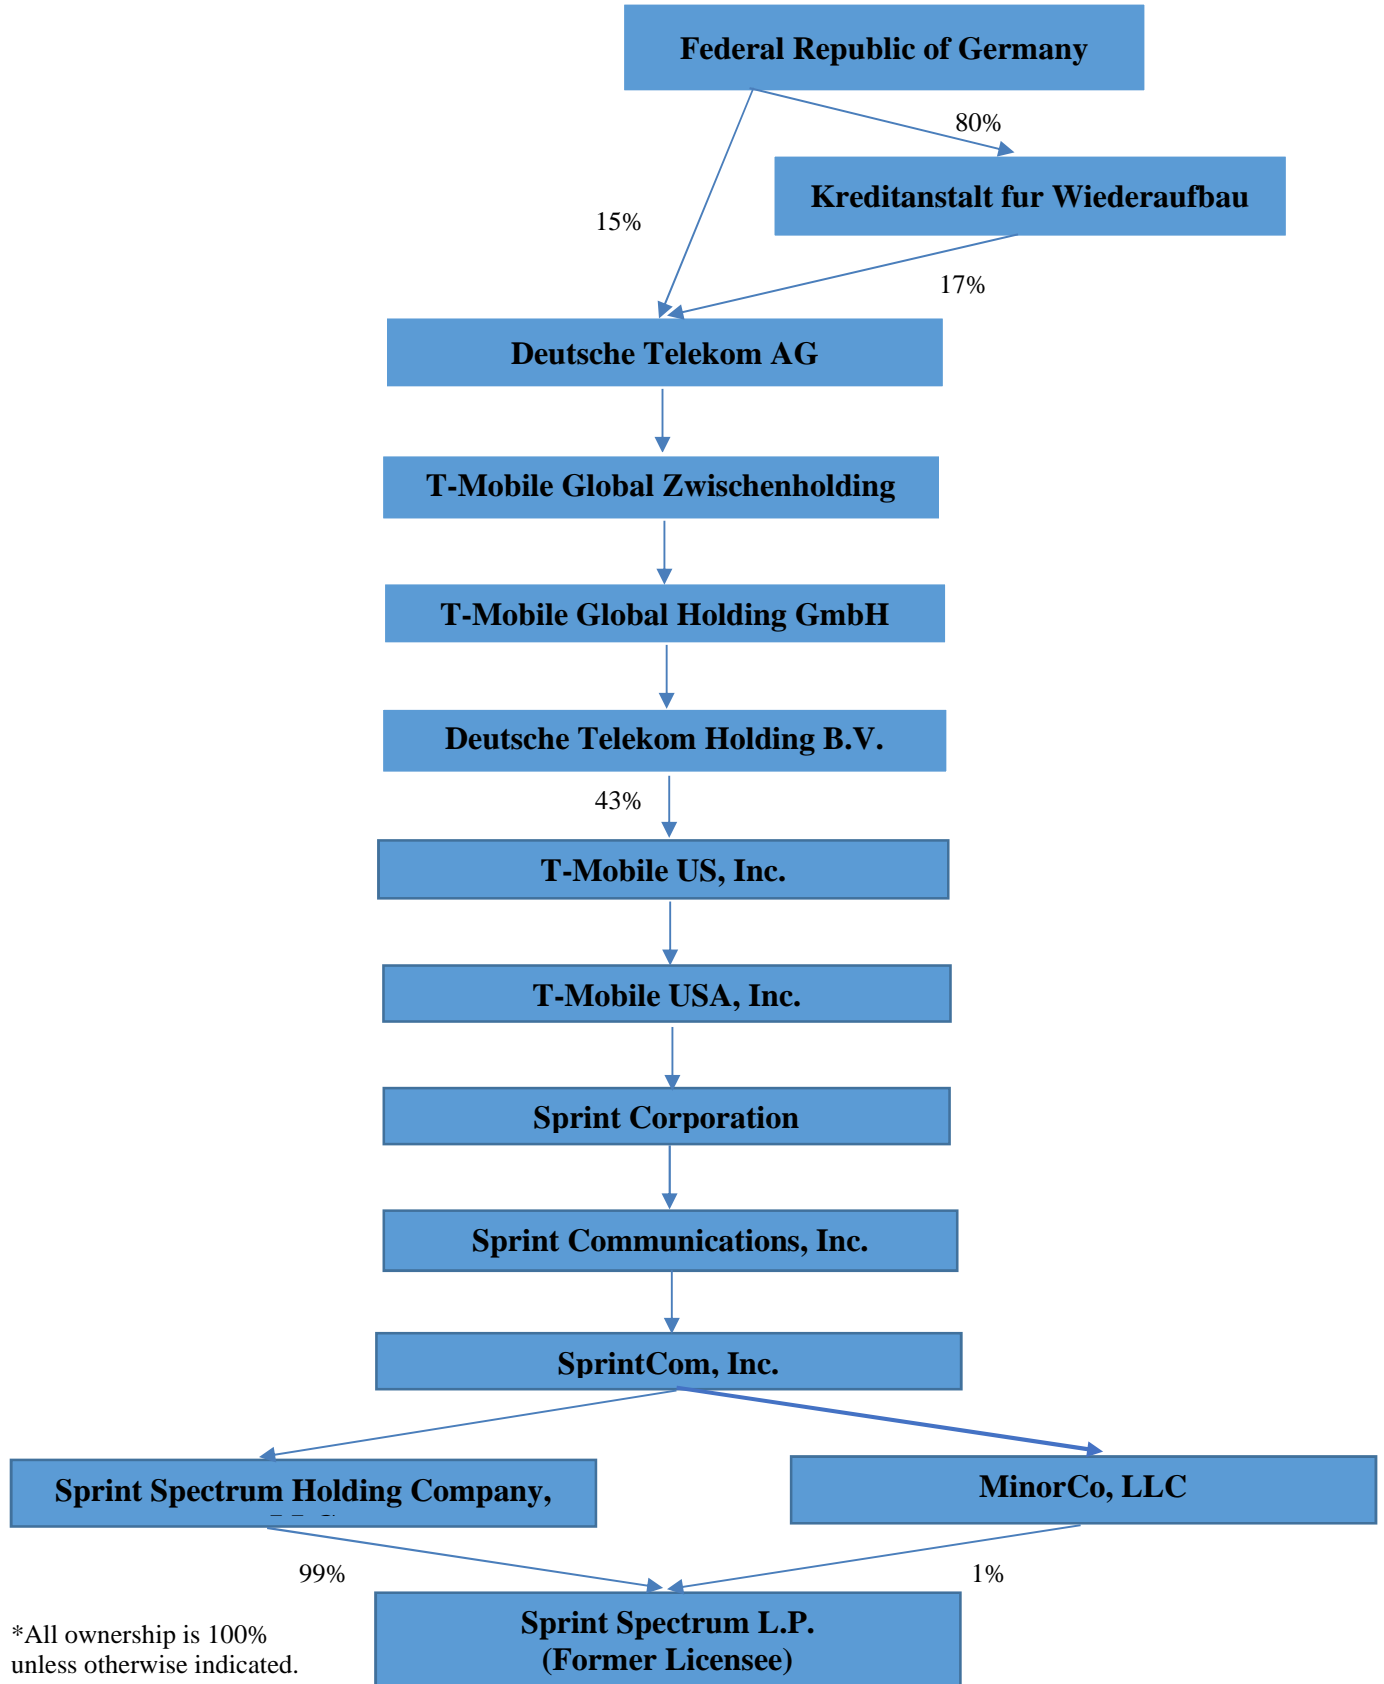 Federal Republic of Germany
80%
Kreditanstalt fur Wiederaufbau
15%
17%
Deutsche Telekom AG
T-Mobile Global Zwischenholding
T-Mobile Global Holding GmbH
Deutsche Telekom Holding B.V.
43%
T-Mobile US, Inc.
T-Mobile USA, Inc.
Sprint Corporation
Sprint Communications, Inc.
SprintCom, Inc.
Sprint Spectrum Holding Company,
MinorCo, LLC
99%
1%
Sprint Spectrum L.P.
(Former Licensee)
*All ownership is 100%
unless otherwise indicated.